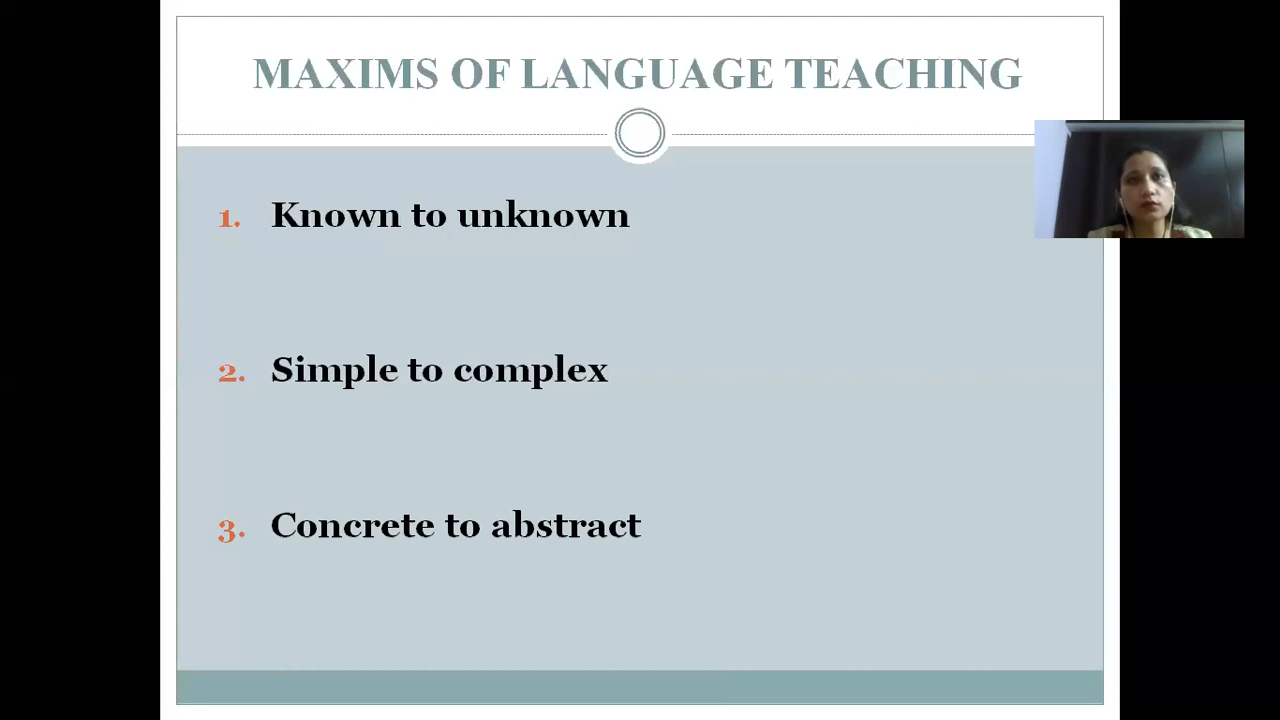 MAXIMS OF LANGUAGE TEACHING
1. Known to unknown
2. Simple to complex
3. Concrete to abstract